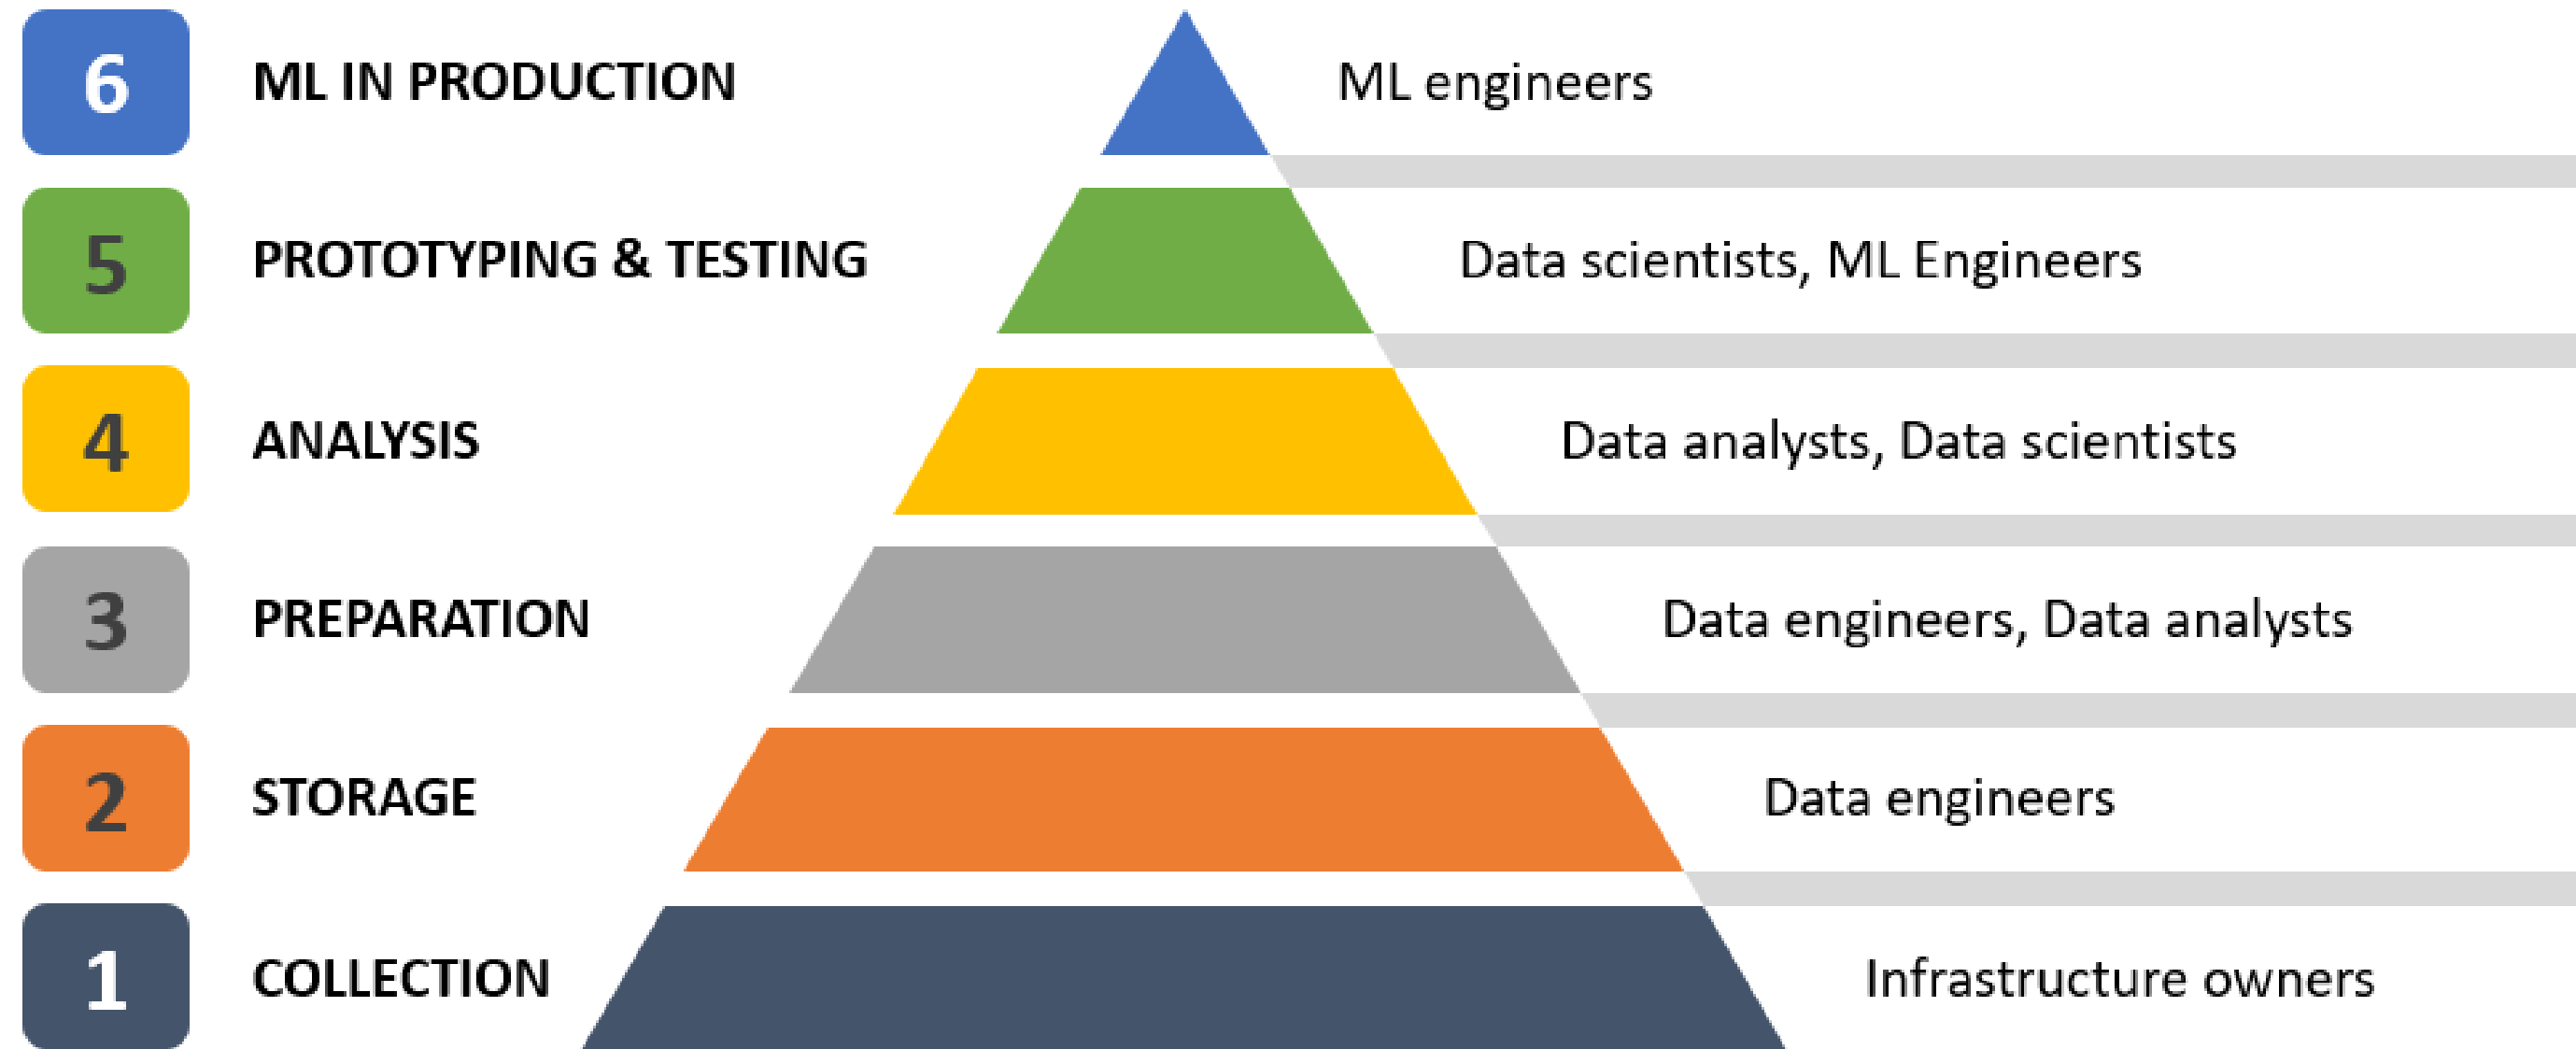 6 ML IN PRODUCTION ML engineers
5 PROTOTYPING & TESTING Data scientists, ML Engineers
4 ANALYSIS Data analysts, Data scientists
3 PREPARATION Data engineers, Data analysts
2 STORAGE Data engineers
1 COLLECTION Infrastructure owners